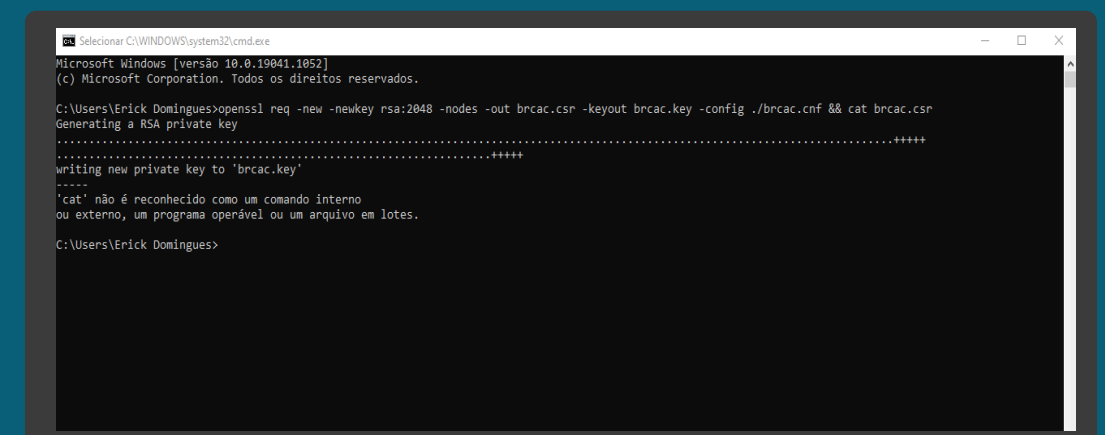 Selecionar C:\WINDOWS\system32\cmd.exe
Microsoft Windows [versão 10.0.19041.1052]
(c) Microsoft Corporation. Todos os direitos reservados.
C:\Users\Erick Domingues>openssl req -new -newkey rsa:2048 -nodes -out brcac.csr -keyout brcac.key -config ./brcac.cnf && cat brcac.csr
Generating a RSA private key
.................................................................................................................................+++++
...................................................................+++++
writing new private key to 'brcac.key'
-----
'cat' não é reconhecido como um comando interno
ou externo, um programa operável ou um arquivo em lotes.
C:\Users\Erick Domingues>